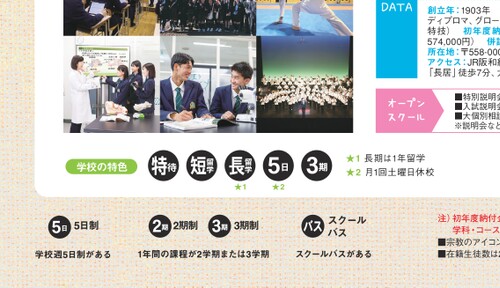 DATA
創立年:1903年
ディプロマ、グロー
特技) 初年度納
574,000円) 併設
所在地:〒558-000
アクセス:JR阪和線
「長居」徒歩7分、大
オープン
スクール
■特別説明会
■入試説明会
■大個別相談
※説明会など
学校の特色
特待 短留学 長留学 5日 3期
★1 ★2
★1 長期は1年留学
★2 月1回土曜日休校
5日 5日制
学校週5日制がある
2期 2期制 3期 3期制
1年間の課程が2学期または3学期
バス スクール
バス
スクールバスがある
注) 初年度納付金
学科・コース
■宗教のアイコン
■在籍生徒数は2